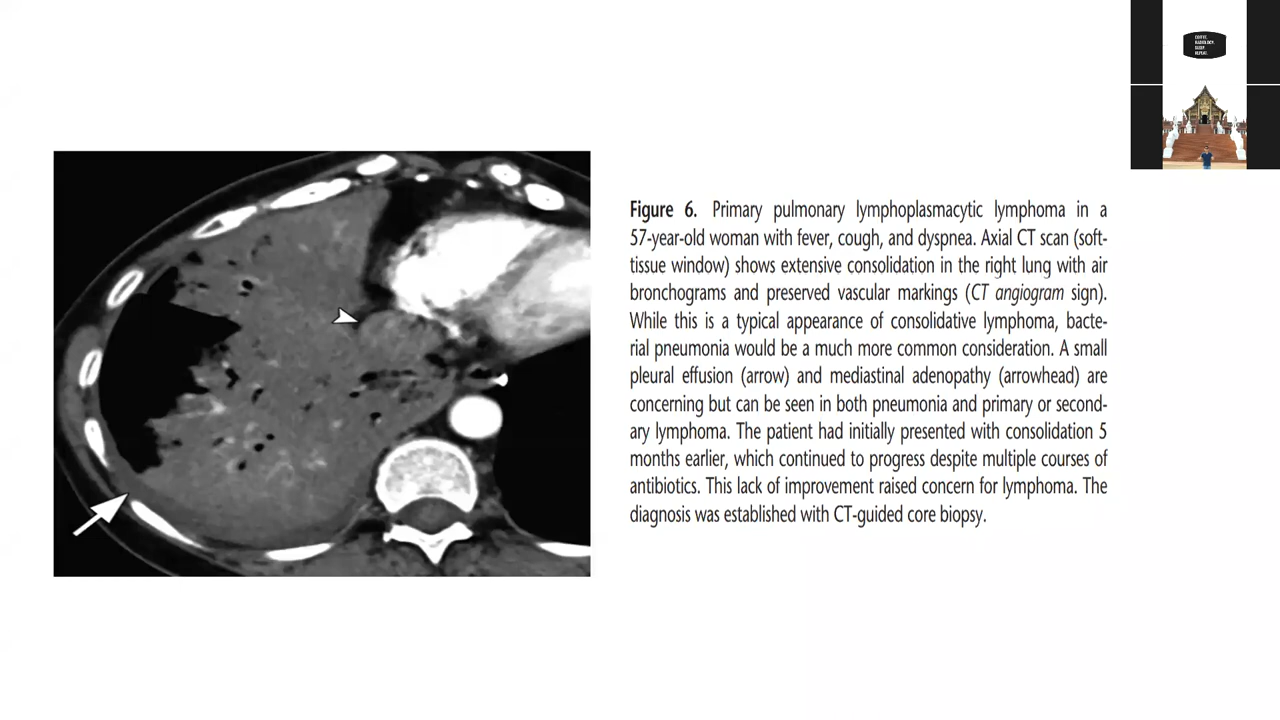 COFFEE.
RADIOLOGY.
SLEEP.
REPEAT.
Figure 6. Primary pulmonary lymphoplasmacytic lymphoma in a
57-year-old woman with fever, cough, and dyspnea. Axial CT scan (soft-
tissue window) shows extensive consolidation in the right lung with air
bronchograms and preserved vascular markings (CT angiogram sign).
While this is a typical appearance of consolidative lymphoma, bacte-
rial pneumonia would be a much more common consideration. A small
pleural effusion (arrow) and mediastinal adenopathy (arrowhead) are
concerning but can be seen in both pneumonia and primary or second-
ary lymphoma. The patient had initially presented with consolidation 5
months earlier, which continued to progress despite multiple courses of
antibiotics. This lack of improvement raised concern for lymphoma. The
diagnosis was established with CT-guided core biopsy.